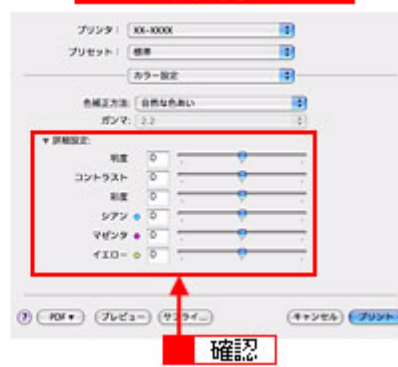 プリンタ： XX-XXXX
プリセット： 標準
カラー設定
色補正方法： 自然な色あい
ガンマ： 2.2
▼ 詳細設定:
明度 0
コントラスト 0
彩度 0
シアン 0
マゼンタ 0
イエロー 0
? PDF▼ プレビュー サプライ... キャンセル プリント
確認